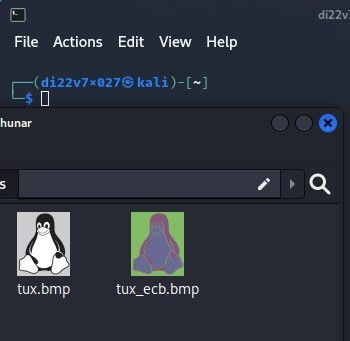 di22v7
File Actions Edit View Help
(di22v7×027㉿kali)-[~]
$
hunar
s
tux.bmp tux_ecb.bmp